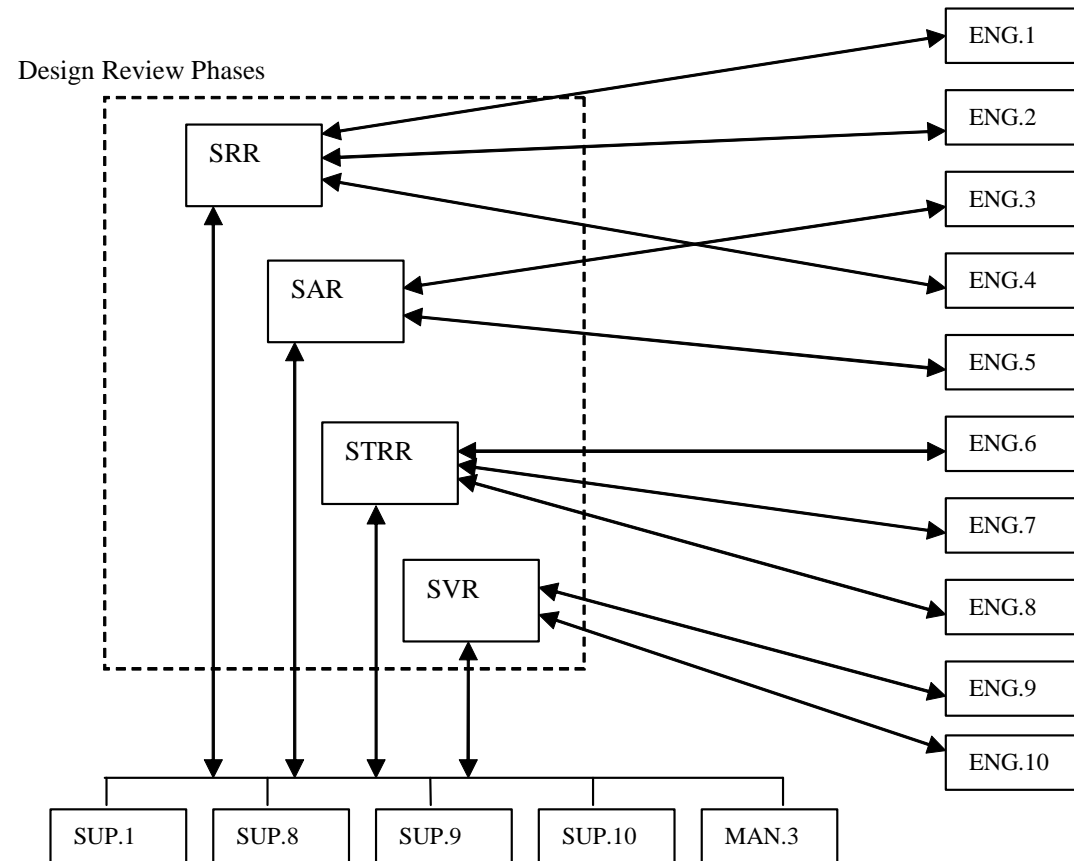 Design Review Phases
SRR
SAR
STRR
SVR
ENG.1
ENG.2
ENG.3
ENG.4
ENG.5
ENG.6
ENG.7
ENG.8
ENG.9
ENG.10
SUP.1
SUP.8
SUP.9
SUP.10
MAN.3